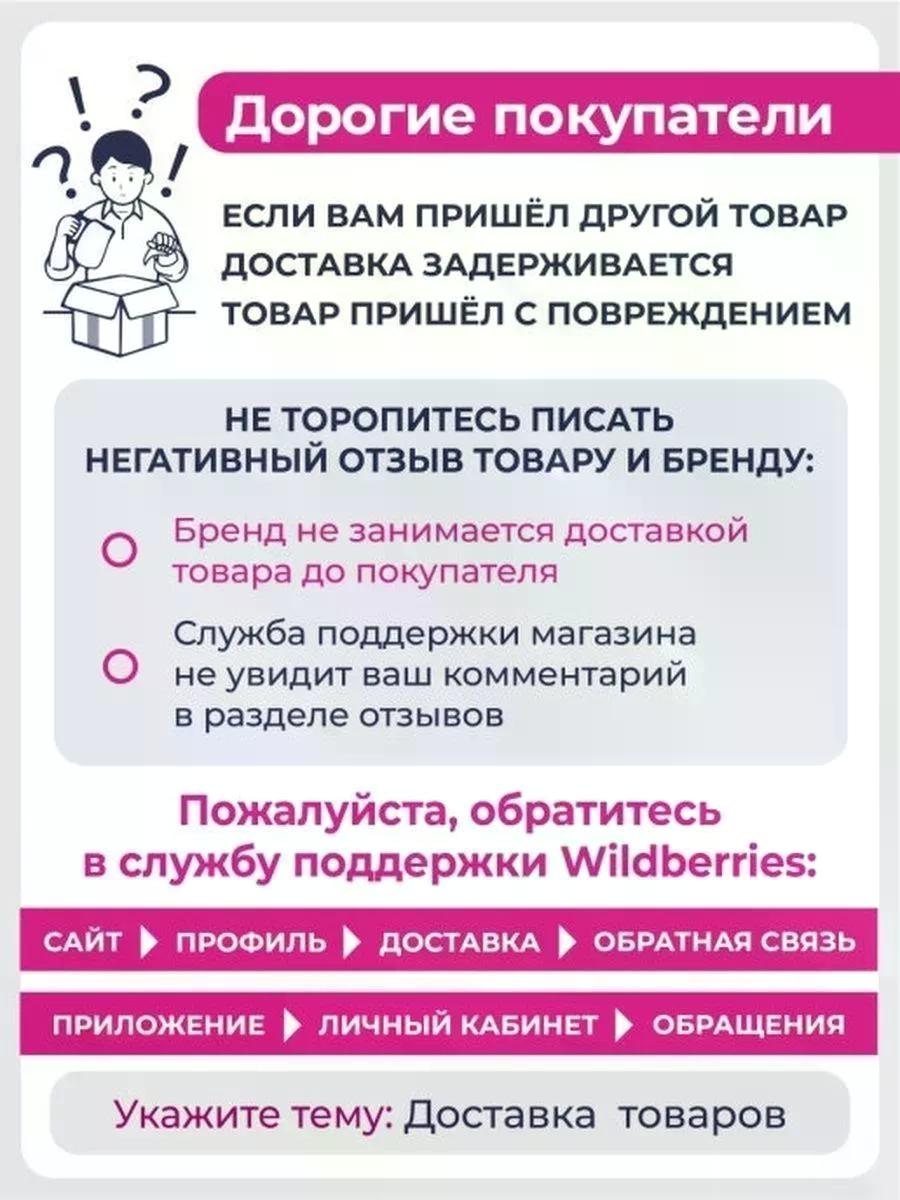 Дорогие покупатели
ЕСЛИ ВАМ ПРИШЁЛ ДРУГОЙ ТОВАР
ДОСТАВКА ЗАДЕРЖИВАЕТСЯ
ТОВАР ПРИШЁЛ С ПОВРЕЖДЕНИЕМ
НЕ ТОРОПИТЕСЬ ПИСАТЬ
НЕГАТИВНЫЙ ОТЗЫВ ТОВАРУ И БРЕНДУ:
Бренд не занимается доставкой
товара до покупателя
Служба поддержки магазина
не увидит ваш комментарий
в разделе отзывов
Пожалуйста, обратитесь
в службу поддержки Wildberries:
САЙТ ПРОФИЛЬ ДОСТАВКА ОБРАТНАЯ СВЯЗЬ
ПРИЛОЖЕНИЕ ЛИЧНЫЙ КАБИНЕТ ОБРАЩЕНИЯ
Укажите тему: Доставка товаров